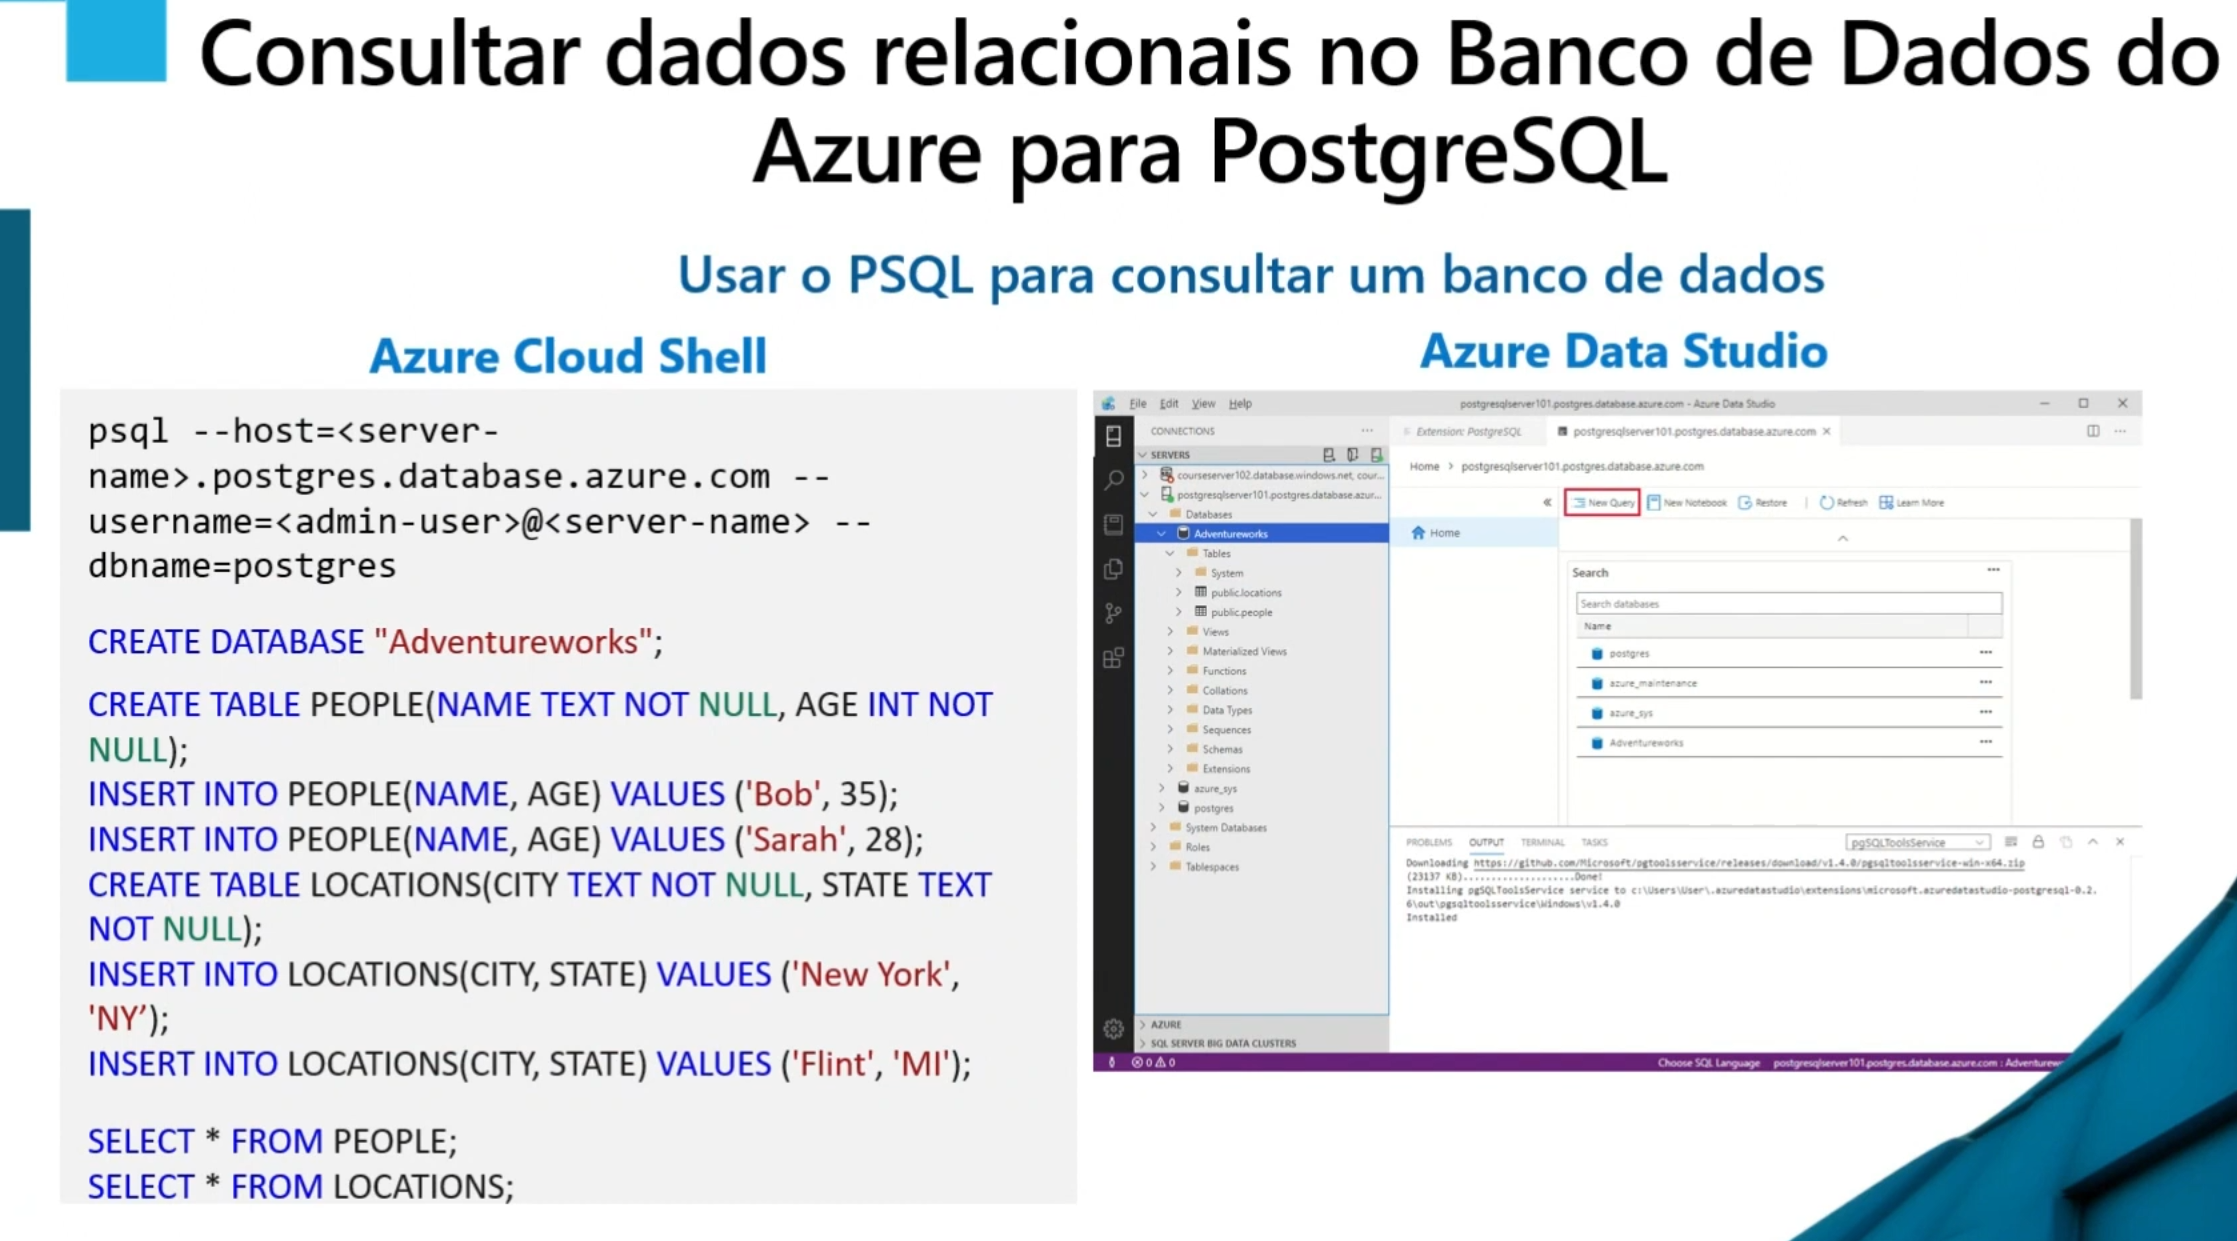 Consultar dados relacionais no Banco de Dados do
Azure para PostgreSQL
Usar o PSQL para consultar um banco de dados
Azure Cloud Shell
psql --host=<server-
name>.postgres.database.azure.com --
username=<admin-user>@<server-name> --
dbname=postgres
CREATE DATABASE "Adventureworks";
CREATE TABLE PEOPLE(NAME TEXT NOT NULL, AGE INT NOT
NULL);
INSERT INTO PEOPLE(NAME, AGE) VALUES ('Bob', 35);
INSERT INTO PEOPLE(NAME, AGE) VALUES ('Sarah', 28);
CREATE TABLE LOCATIONS(CITY TEXT NOT NULL, STATE TEXT
NOT NULL);
INSERT INTO LOCATIONS(CITY, STATE) VALUES ('New York',
'NY’);
INSERT INTO LOCATIONS(CITY, STATE) VALUES ('Flint', 'MI');
SELECT * FROM PEOPLE;
SELECT * FROM LOCATIONS;
Azure Data Studio
File Edit View Help
postgresqlserver101.postgres.database.azure.com - Azure Data Studio
CONNECTIONS
SERVERS
courseserver102.database.windows.net, cour...
postgresqlserver101.postgres.database.azur...
Databases
Adventureworks
Tables
System
public.locations
public.people
Views
Materialized Views
Functions
Collations
Data Types
Sequences
Schemas
Extensions
azure_sys
postgres
System Databases
Roles
Tablespaces
AZURE
SQL SERVER BIG DATA CLUSTERS
Extension: PostgreSQL
postgresqlserver101.postgres.database.azure.com
Home > postgresqlserver101.postgres.database.azure.com
New Query New Notebook Restore Refresh Learn More
Home
Search
Search databases
Name
postgres
azure_maintenance
azure_sys
Adventureworks
PROBLEMS OUTPUT TERMINAL TASKS
pgSQLToolsService
Downloading https://github.com/Microsoft/pgtoolsservice/releases/download/v1.4.0/pgsqltoolsservice-win-x64.zip
(23137 KB)....................Done!
Installing pgSQLToolsService service to c:\Users\User\.azuredatastudio\extensions\microsoft.azuredatastudio-postgresql-0.2.
6\out\pgsqltoolsservice\Windows\v1.4.0
Installed
0 0
Choose SQL Language postgresqlserver101.postgres.database.azure.com : Adventurew